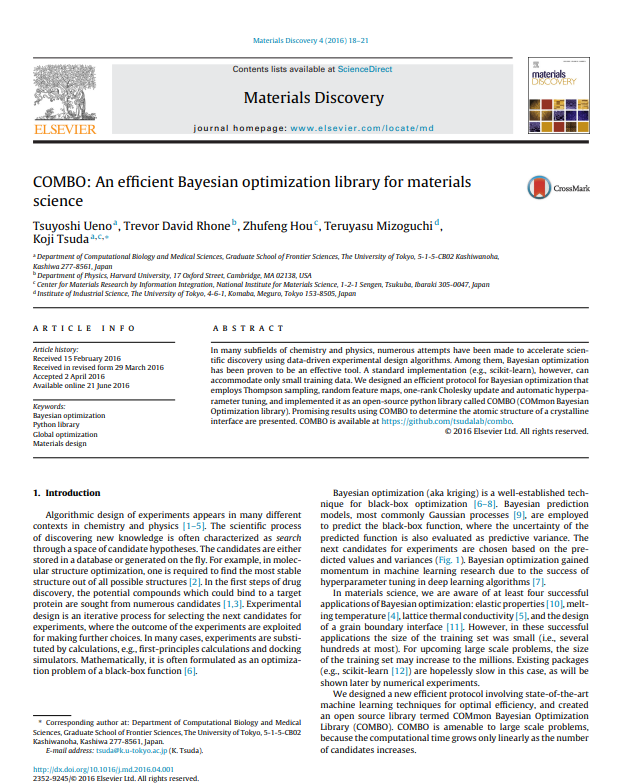 Materials Discovery 4 (2016) 18–21
ELSEVIER
Contents lists available at ScienceDirect
Materials Discovery
journal homepage: www.elsevier.com/locate/md
materials
DISCOVERY
COMBO: An efficient Bayesian optimization library for materials
science
CrossMark
Tsuyoshi Ueno a, Trevor David Rhone b, Zhufeng Hou c, Teruyasu Mizoguchi d,
Koji Tsuda a,c,∗
a Department of Computational Biology and Medical Sciences, Graduate School of Frontier Sciences, The University of Tokyo, 5-1-5-CB02 Kashiwanoha,
Kashiwa 277-8561, Japan
b Department of Physics, Harvard University, 17 Oxford Street, Cambridge, MA 02138, USA
c Center for Materials Research by Information Integration, National Institute for Materials Science, 1-2-1 Sengen, Tsukuba, Ibaraki 305-0047, Japan
d Institute of Industrial Science, The University of Tokyo, 4-6-1, Komaba, Meguro, Tokyo 153-8505, Japan
ARTICLE INFO
Article history:
Received 15 February 2016
Received in revised form 29 March 2016
Accepted 2 April 2016
Available online 21 June 2016
Keywords:
Bayesian optimization
Python library
Global optimization
Materials design
ABSTRACT
In many subfields of chemistry and physics, numerous attempts have been made to accelerate scien-
tific discovery using data-driven experimental design algorithms. Among them, Bayesian optimization
has been proven to be an effective tool. A standard implementation (e.g., scikit-learn), however, can
accommodate only small training data. We designed an efficient protocol for Bayesian optimization that
employs Thompson sampling, random feature maps, one-rank Cholesky update and automatic hyperpa-
rameter tuning, and implemented it as an open-source python library called COMBO (COMmon Bayesian
Optimization library). Promising results using COMBO to determine the atomic structure of a crystalline
interface are presented. COMBO is available at https://github.com/tsudalab/combo.
© 2016 Elsevier Ltd. All rights reserved.
1. Introduction
Algorithmic design of experiments appears in many different
contexts in chemistry and physics [1–5]. The scientific process
of discovering new knowledge is often characterized as search
through a space of candidate hypotheses. The candidates are either
stored in a database or generated on the fly. For example, in molec-
ular structure optimization, one is required to find the most stable
structure out of all possible structures [2]. In the first steps of drug
discovery, the potential compounds which could bind to a target
protein are sought from numerous candidates [1,3]. Experimental
design is an iterative process for selecting the next candidates for
experiments, where the outcome of the experiments are exploited
for making further choices. In many cases, experiments are substi-
tuted by calculations, e.g., first-principles calculations and docking
simulators. Mathematically, it is often formulated as an optimiza-
tion problem of a black-box function [6].
∗ Corresponding author at: Department of Computational Biology and Medical
Sciences, Graduate School of Frontier Sciences, The University of Tokyo, 5-1-5-CB02
Kashiwanoha, Kashiwa 277-8561, Japan.
E-mail address: tsuda@k.u-tokyo.ac.jp (K. Tsuda).
Bayesian optimization (aka kriging) is a well-established tech-
nique for black-box optimization [6–8]. Bayesian prediction
models, most commonly Gaussian processes [9], are employed
to predict the black-box function, where the uncertainty of the
predicted function is also evaluated as predictive variance. The
next candidates for experiments are chosen based on the pre-
dicted values and variances (Fig. 1). Bayesian optimization gained
momentum in machine learning research due to the success of
hyperparameter tuning in deep learning algorithms [7].
In materials science, we are aware of at least four successful
applications of Bayesian optimization: elastic properties [10], melt-
ing temperature [4], lattice thermal conductivity [5], and the design
of a grain boundary interface [11]. However, in these successful
applications the size of the training set was small (i.e., several
hundreds at most). For upcoming large scale problems, the size
of the training set may increase to the millions. Existing packages
(e.g., scikit-learn [12]) are hopelessly slow in this case, as will be
shown later by numerical experiments.
We designed a new efficient protocol involving state-of-the-art
machine learning techniques for optimal efficiency, and created
an open source library termed COMmon Bayesian Optimization
Library (COMBO). COMBO is amenable to large scale problems,
because the computational time grows only linearly as the number
of candidates increases.
http://dx.doi.org/10.1016/j.md.2016.04.001
2352-9245/© 2016 Elsevier Ltd. All rights reserved.